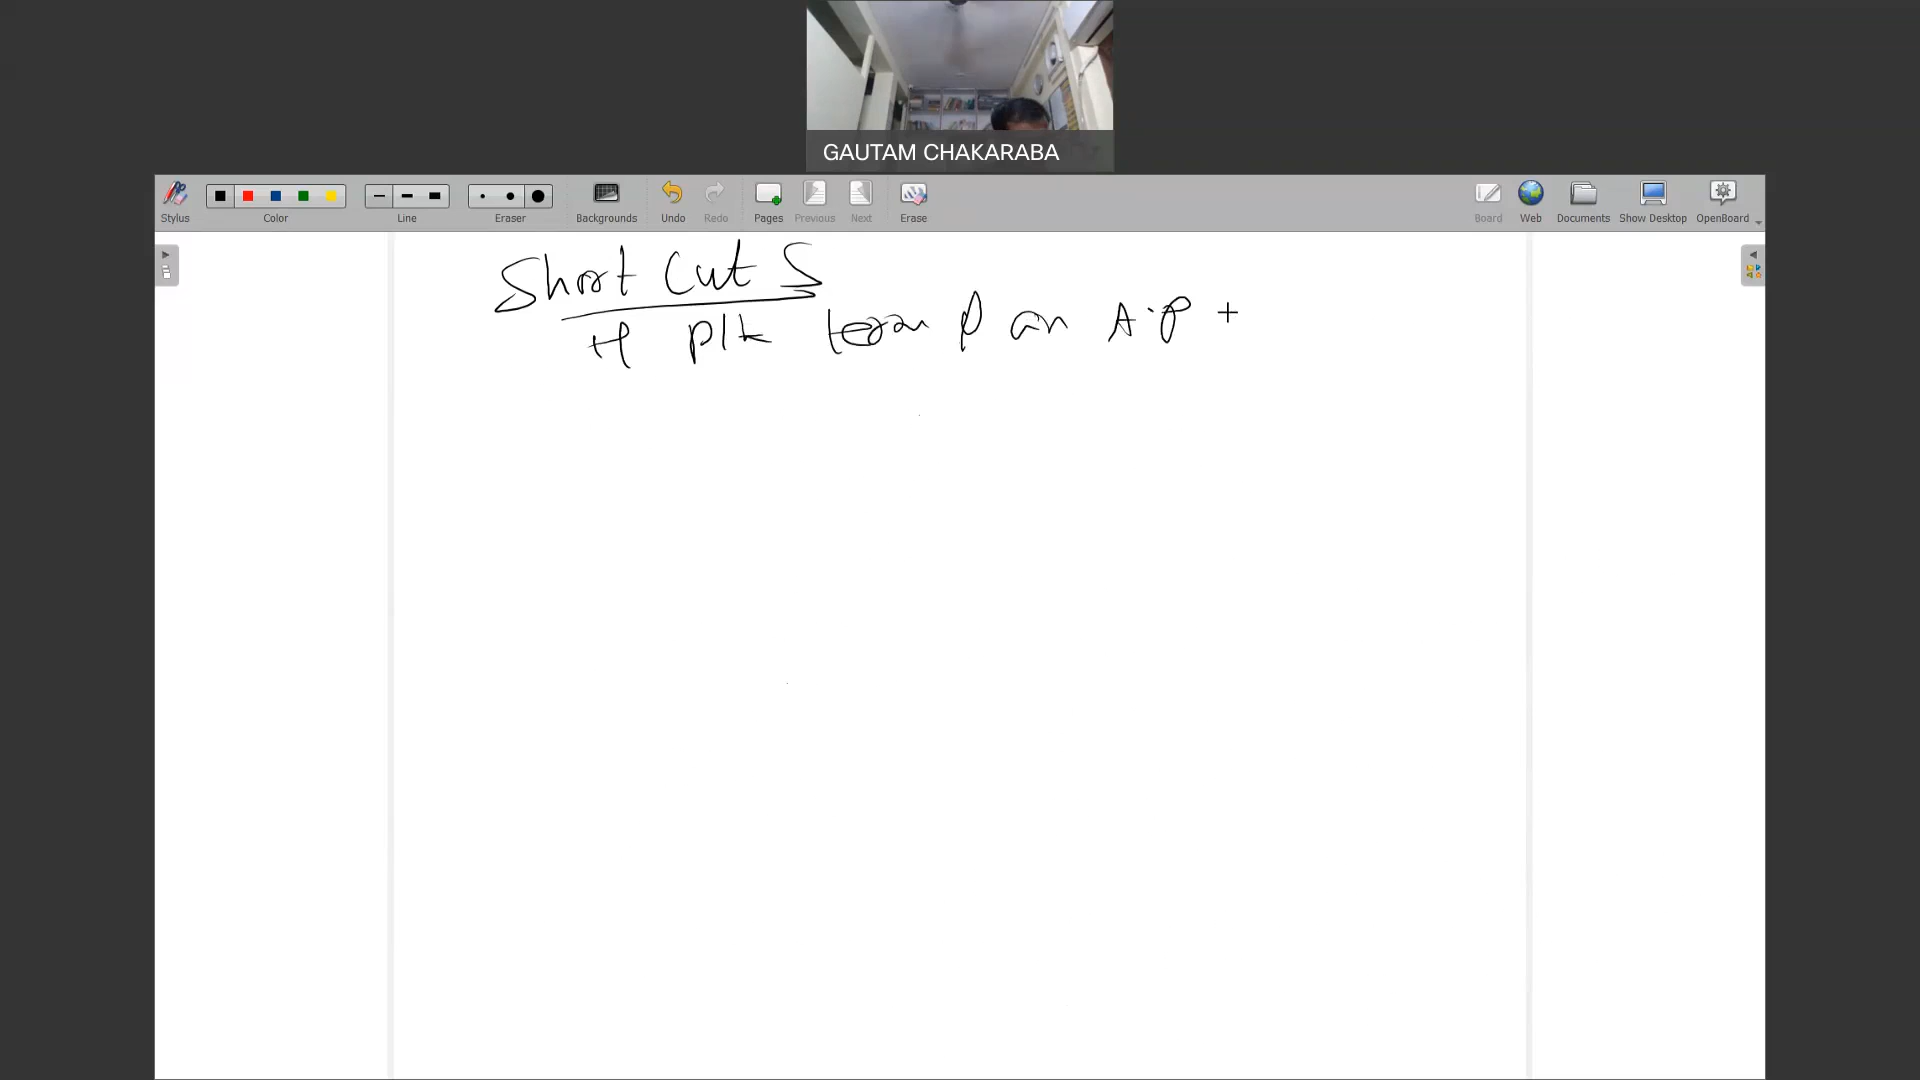 GAUTAM CHAKARABA
Stylus Color Line Eraser Backgrounds Undo Redo Pages Previous Next Erase Board Web Documents Show Desktop OpenBoard
Short Cut S
If pth term of an A.P +